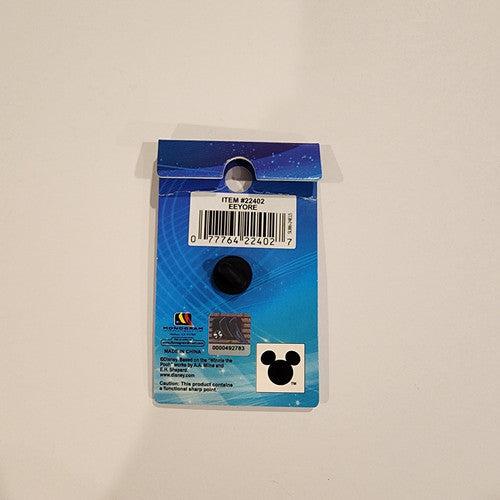 ITEM #22402
EEYORE
0 77764 22402 7
MONOGRAM
0000492783
MADE IN CHINA
©Disney. Based on the "Winnie the
Pooh" works by A.A. Milne and
E.H. Shepard.
www.disney.com
Caution: This product contains
a functional sharp point.
TM